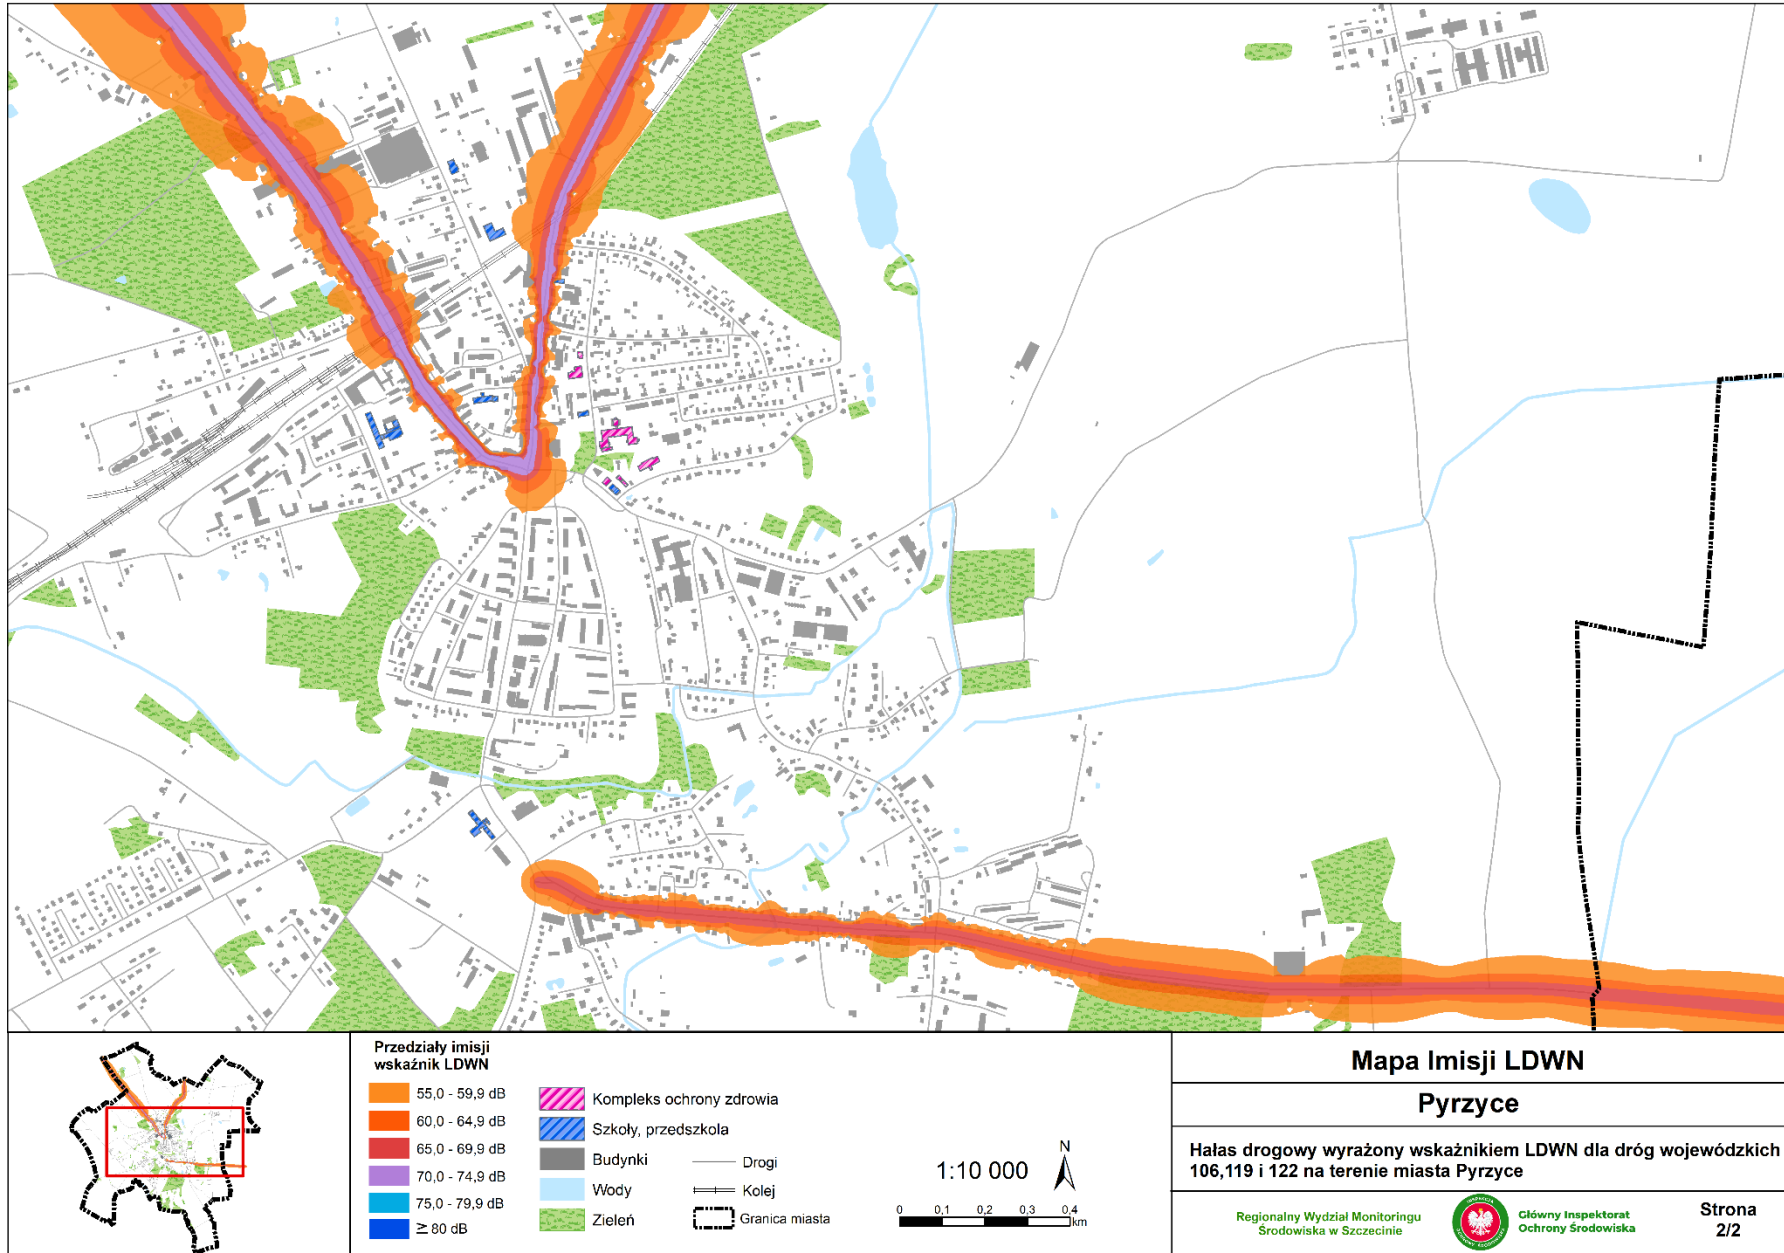 Przedziały imisji
wskaźnik LDWN
55,0 - 59,9 dB
60,0 - 64,9 dB
65,0 - 69,9 dB
70,0 - 74,9 dB
75,0 - 79,9 dB
≥ 80 dB
Kompleks ochrony zdrowia
Szkoły, przedszkola
Budynki
Wody
Zieleń
Drogi
Kolej
Granica miasta
1:10 000
N
0 0,1 0,2 0,3 0,4
km
Mapa Imisji LDWN
Pyrzyce
Hałas drogowy wyrażony wskaźnikiem LDWN dla dróg wojewódzkich
106,119 i 122 na terenie miasta Pyrzyce
Regionalny Wydział Monitoringu
Środowiska w Szczecinie
Główny Inspektorat
Ochrony Środowiska
Strona
2/2